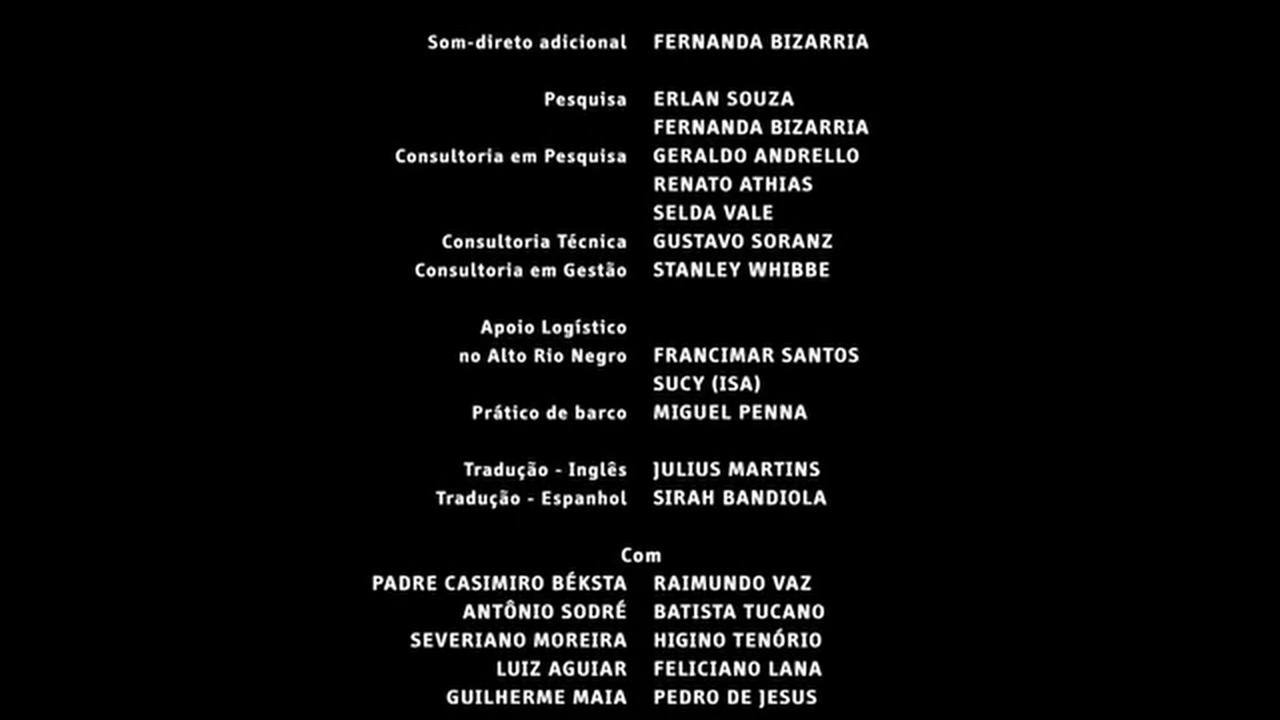 Som-direto adicional FERNANDA BIZARRIA
Pesquisa ERLAN SOUZA
FERNANDA BIZARRIA
Consultoria em Pesquisa GERALDO ANDRELLO
RENATO ATHIAS
SELDA VALE
Consultoria Técnica GUSTAVO SORANZ
Consultoria em Gestão STANLEY WHIBBE
Apoio Logístico
no Alto Rio Negro FRANCIMAR SANTOS
SUCY (ISA)
Prático de barco MIGUEL PENNA
Tradução - Inglês JULIUS MARTINS
Tradução - Espanhol SIRAH BANDIOLA
Com
PADRE CASIMIRO BÉKSTA RAIMUNDO VAZ
ANTÔNIO SODRÉ BATISTA TUCANO
SEVERIANO MOREIRA HIGINO TENÓRIO
LUIZ AGUIAR FELICIANO LANA
GUILHERME MAIA PEDRO DE JESUS